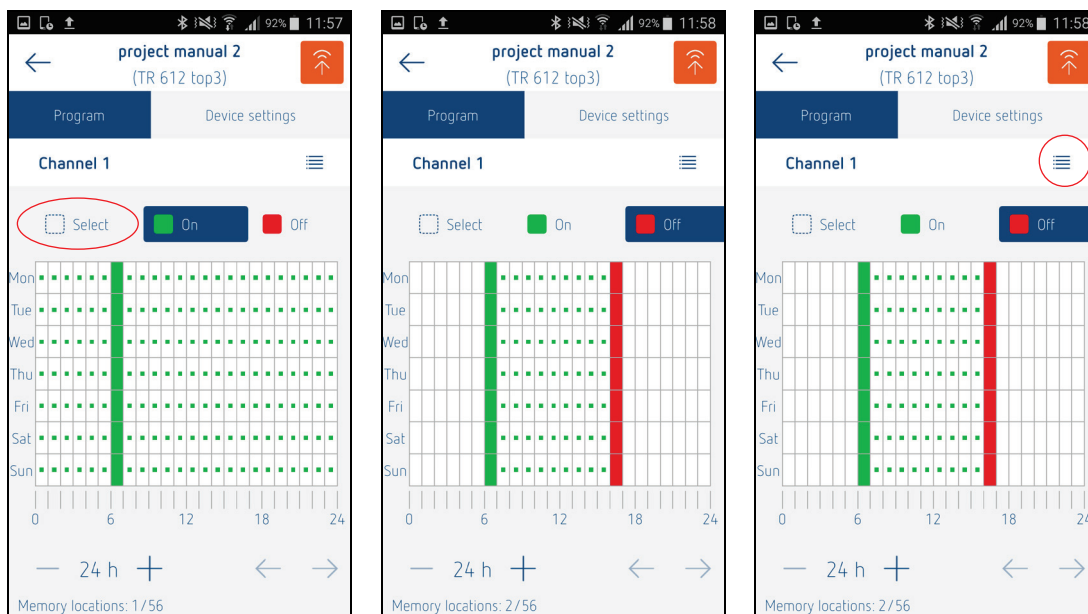 92% 11:57
project manual 2
(TR 612 top3)
Program Device settings
Channel 1
Select On Off
Mon
Tue
Wed
Thu
Fri
Sat
Sun
0 6 12 18 24
24 h
Memory locations: 1/56
92% 11:58
project manual 2
(TR 612 top3)
Program Device settings
Channel 1
Select On Off
Mon
Tue
Wed
Thu
Fri
Sat
Sun
0 6 12 18 24
24 h
Memory locations: 2/56
92% 11:58
project manual 2
(TR 612 top3)
Program Device settings
Channel 1
Select On Off
Mon
Tue
Wed
Thu
Fri
Sat
Sun
0 6 12 18 24
24 h
Memory locations: 2/56